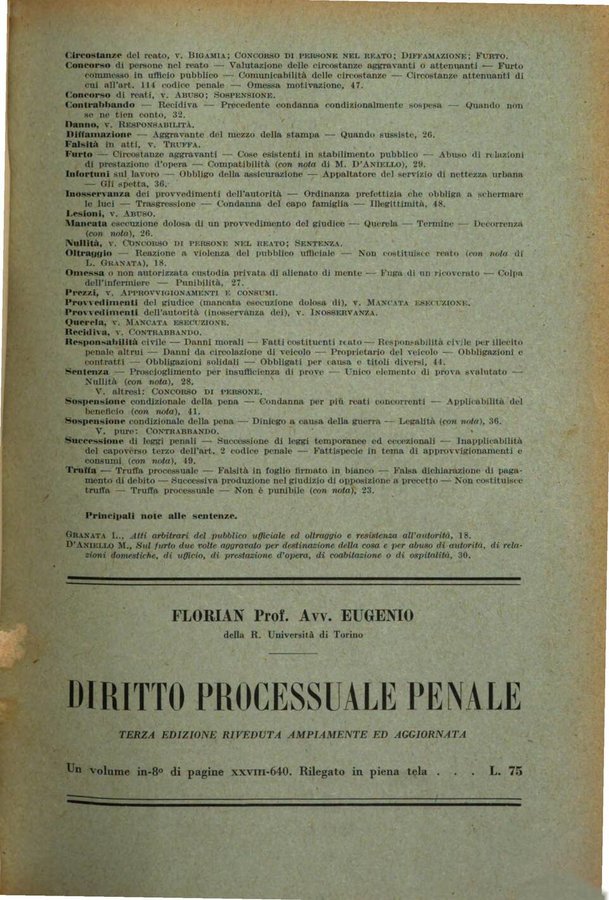 Circostanze del reato, v. BIGAMIA; CONCORSO DI PERSONE NEL REATO; DIFFAMAZIONE; FURTO.
Concorso di persone nel reato — Valutazione delle circostanze aggravanti o attenuanti — Furto
commesso in ufficio pubblico — Comunicabilità delle circostanze — Circostanze attenuanti di
cui all'art. 114 codice penale — Omessa motivazione, 47.
Concorso di reati, v. ABUSO; SOSPENSIONE.
Contrabbando — Recidiva — Precedente condanna condizionalmente sospesa — Quando non
se ne tien conto, 32.
Danno, v. RESPONSABILITÀ.
Diffamazione — Aggravante del mezzo della stampa — Quando sussiste, 26.
Falsità in atti, v. TRUFFA.
Furto — Circostanze aggravanti — Cose esistenti in stabilimento pubblico — Abuso di relazioni
di prestazione d'opera — Compatibilità (con nota di M. D'ANIELLO), 29.
Infortuni sul lavoro — Obbligo della assicurazione — Appaltatore del servizio di nettezza urbana
— Gli spetta, 36.
Inosservanza dei provvedimenti dell'autorità — Ordinanza prefettizia che obbliga a schermare
le luci — Trasgressione — Condanna del capo famiglia — Illegittimità, 48.
Lesioni, v. ABUSO.
Mancata esecuzione dolosa di un provvedimento del giudice — Querela — Termine — Decorrenza
(con nota), 26.
Nullità, v. CONCORSO DI PERSONE NEL REATO; SENTENZA.
Oltraggio — Reazione a violenza del pubblico ufficiale — Non costituisce reato (con nota di
L. GRANATA), 18.
Omessa o non autorizzata custodia privata di alienato di mente — Fuga di un ricoverato — Colpa
dell'infermiere — Punibilità, 27.
Prezzi, v. APPROVVIGIONAMENTI E CONSUMI.
Provvedimenti del giudice (mancata esecuzione dolosa di), v. MANCATA ESECUZIONE.
Provvedimenti dell'autorità (inosservanza dei), v. INOSSERVANZA.
Querela, v. MANCATA ESECUZIONE.
Recidiva, v. CONTRABBANDO.
Responsabilità civile — Danni morali — Fatti costituenti reato — Responsabilità civile per illecito
penale altrui — Danni da circolazione di veicolo — Proprietario del veicolo — Obbligazioni e
contratti — Obbligazioni solidali — Obbligati per causa e titoli diversi, 44.
Sentenza — Proscioglimento per insufficienza di prove — Unico elemento di prova svalutato —
Nullità (con nota), 28.
V. altresì: CONCORSO DI PERSONE.
Sospensione condizionale della pena — Condanna per più reati concorrenti — Applicabilità del
beneficio (con nota), 41.
Sospensione condizionale della pena — Diniego a causa della guerra — Legalità (con nota), 36.
V. pure: CONTRABBANDO.
Successione di leggi penali — Successione di leggi temporanee ed eccezionali — Inapplicabilità
del capoverso terzo dell'art. 2 codice penale — Fattispecie in tema di approvvigionamenti e
consumi (con nota), 49.
Truffa — Truffa processuale — Falsità in foglio firmato in bianco — Falsa dichiarazione di paga-
mento di debito — Successiva produzione nel giudizio di opposizione a precetto — Non costituisce
truffa — Truffa processuale — Non è punibile (con nota), 23.
Principali note alle sentenze.
GRANATA L., Atti arbitrari del pubblico ufficiale ed oltraggio e resistenza all'autorità, 18.
D'ANIELLO M., Sul furto due volte aggravato per destinazione della cosa e per abuso di autorità, di rela-
zioni domestiche, di ufficio, di prestazione d'opera, di coabitazione o di ospitalità, 30.
FLORIAN Prof. Avv. EUGENIO
della R. Università di Torino
DIRITTO PROCESSUALE PENALE
TERZA EDIZIONE RIVEDUTA AMPIAMENTE ED AGGIORNATA
Un volume in-8º di pagine XXVIII-640. Rilegato in piena tela . . . L. 75